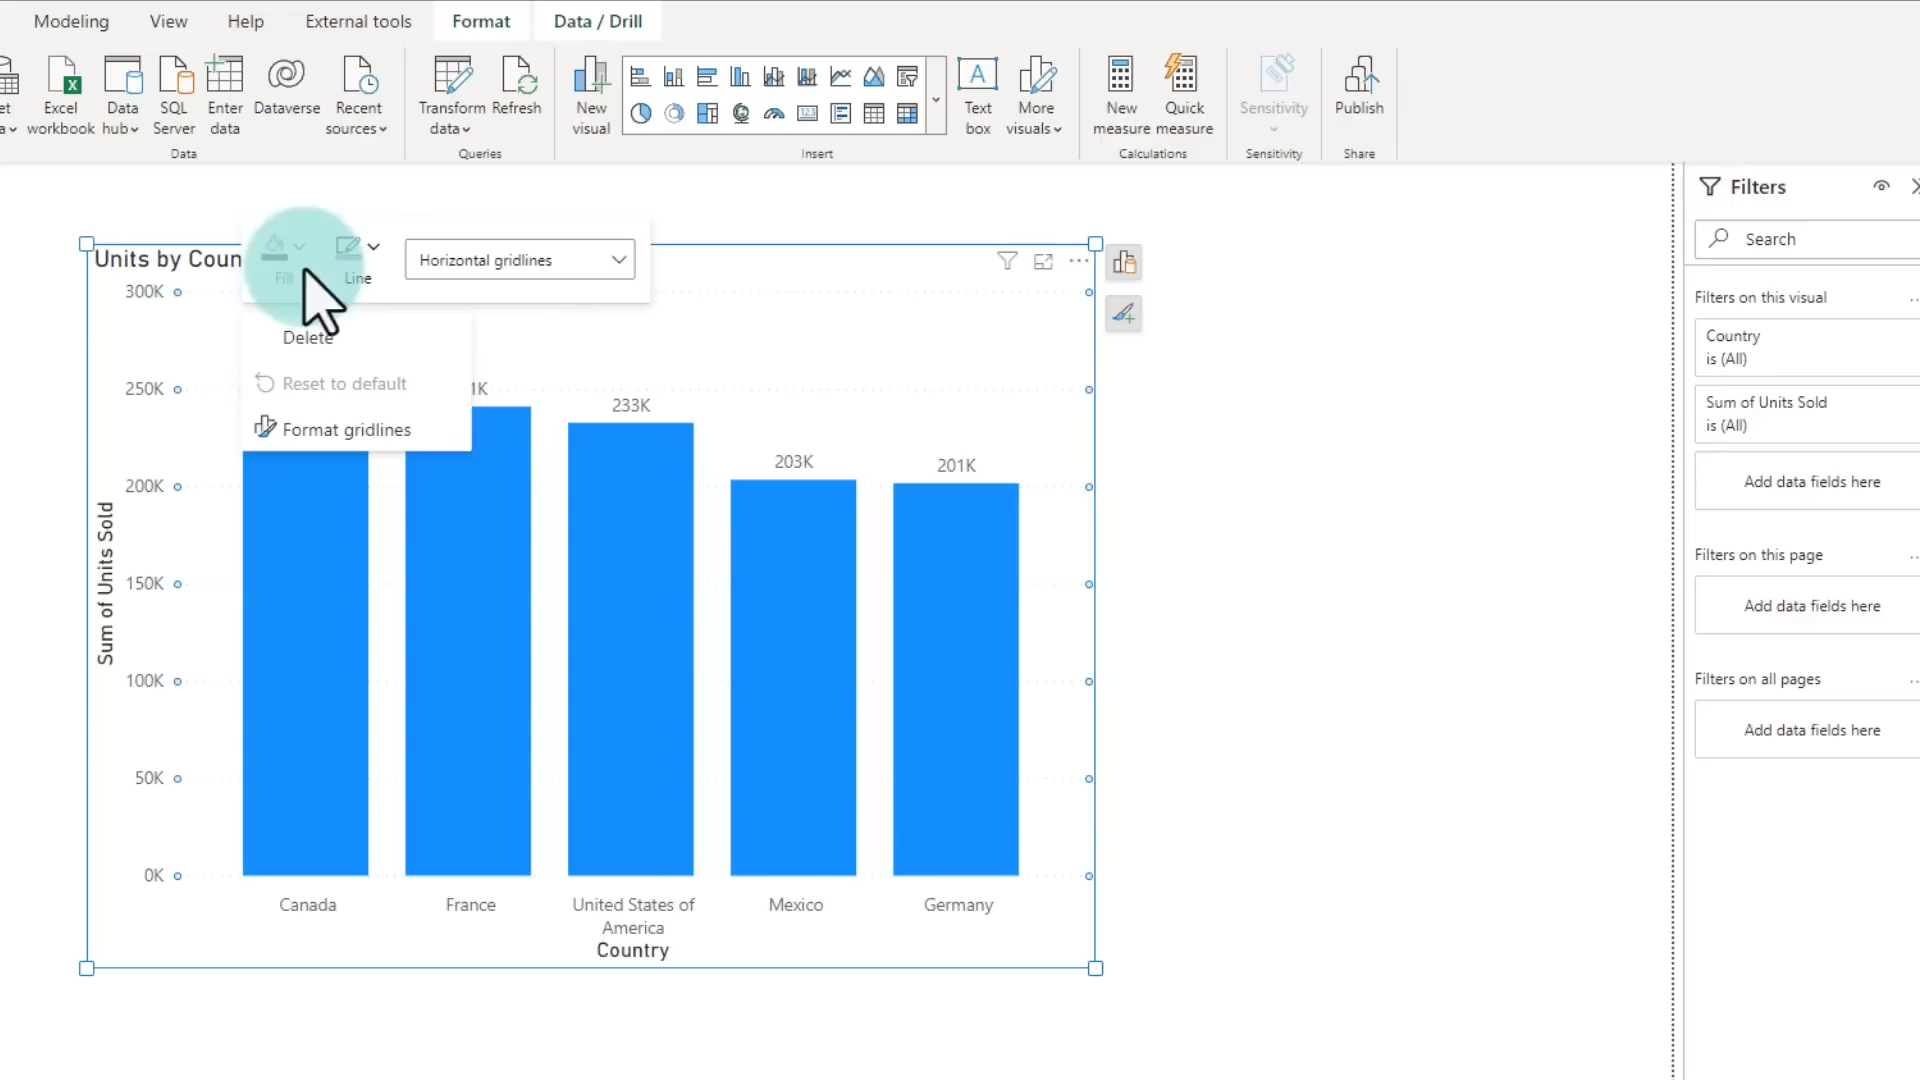 Modeling View Help External tools Format Data / Drill
Excel workbook
Data hub
SQL Server
Enter data
Dataverse
Recent sources
Transform data
Refresh
New visual
123
A
Text box
More visuals
New measure
Quick measure
Sensitivity
Publish
Data Queries Insert Calculations Sensitivity Share
Units by Coun
Fill
Line
Horizontal gridlines
Delete
Reset to default
Format gridlines
300K
250K
200K
150K
100K
50K
0K
Sum of Units Sold
1K
233K
203K
201K
Canada
France
United States of
America
Mexico
Germany
Country
Filters
Search
Filters on this visual
Country
is (All)
Sum of Units Sold
is (All)
Add data fields here
Filters on this page
Add data fields here
Filters on all pages
Add data fields here